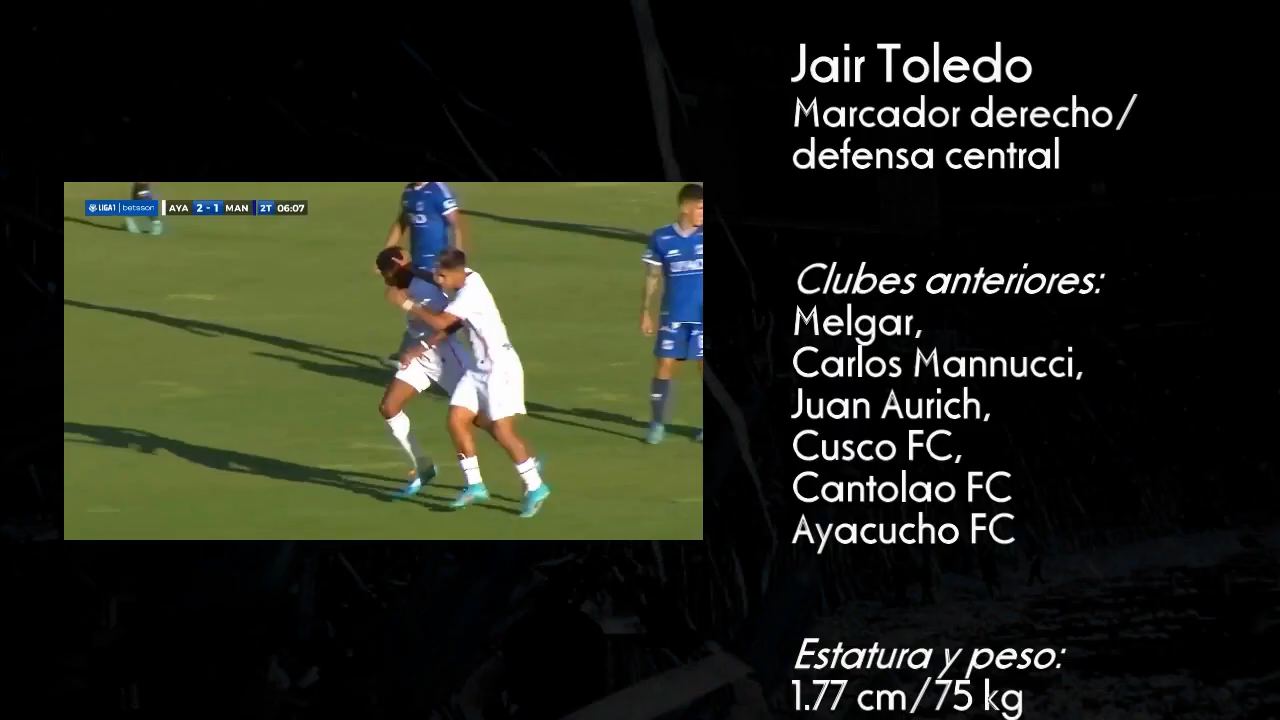 Jair Toledo
Marcador derecho/
defensa central
LIGA1 | betsson AYA 2 - 1 MAN 2T 06:07
Clubes anteriores:
Melgar,
Carlos Mannucci,
Juan Aurich,
Cusco FC,
Cantolao FC
Ayacucho FC
Estatura y peso:
1.77 cm/75 kg